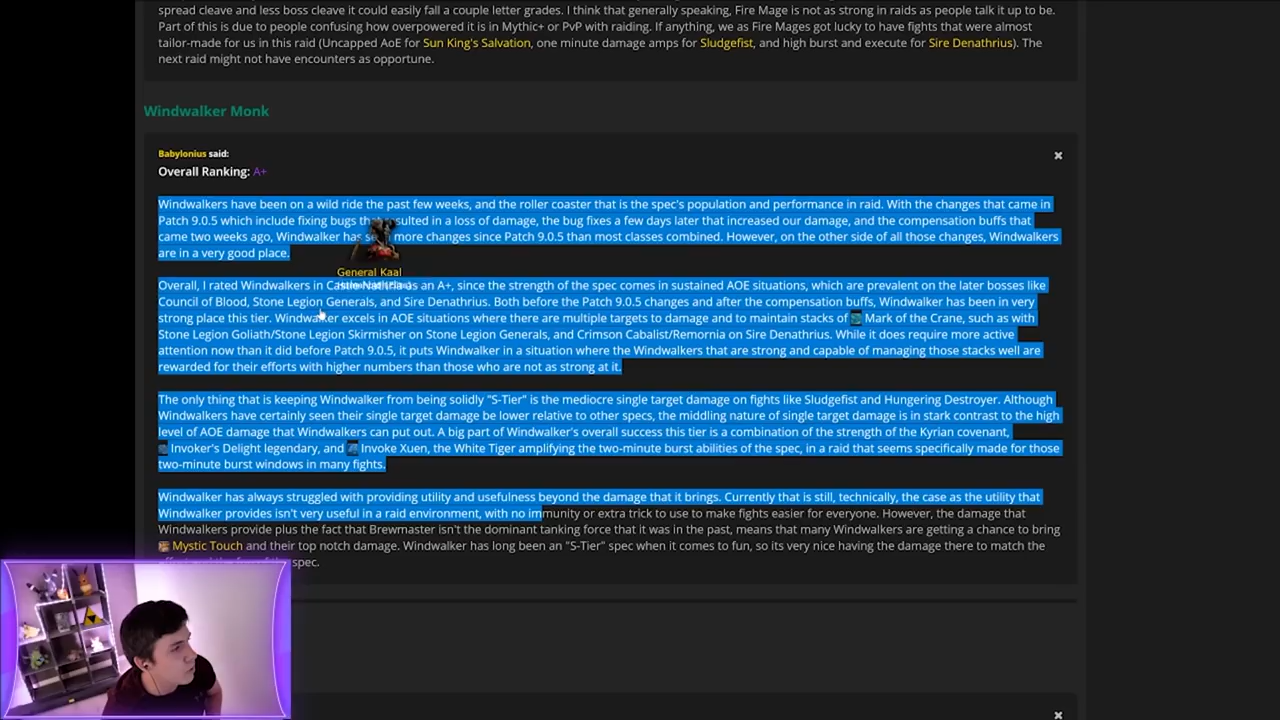 spread cleave and less boss cleave it could easily fall a couple letter grades. I think that generally speaking, Fire Mage is not as strong in raids as people talk it up to be.
Part of this is due to people confusing how overpowered it is in Mythic+ or PvP with raiding. If anything, we as Fire Mages got lucky to have fights that were almost
tailor-made for us in this raid (Uncapped AoE for Sun King's Salvation, one minute damage amps for Sludgefist, and high burst and execute for Sire Denathrius). The
next raid might not have encounters as opportune.
Windwalker Monk
Babylonius said:
Overall Ranking: A+
Windwalkers have been on a wild ride the past few weeks, and the roller coaster that is the spec's population and performance in raid. With the changes that came in
Patch 9.0.5 which include fixing bugs in a loss of damage, the bug fixes a few days later that increased our damage, and the compensation buffs that
came two weeks ago, Windwalker has more changes since Patch 9.0.5 than most classes combined. However, on the other side of all those changes, Windwalkers
are in a very good place.
General Kaal
Overall, I rated Windwalkers in as an A+, since the strength of the spec comes in sustained AOE situations, which are prevalent on the later bosses like
Council of Blood, Stone Legion Generals, and Sire Denathrius. Both before the Patch 9.0.5 changes and after the compensation buffs, Windwalker has been in very
strong place this tier. Windwalker excels in AOE situations where there are multiple targets to damage and to maintain stacks of Mark of the Crane, such as with
Stone Legion Goliath/Stone Legion Skirmisher on Stone Legion Generals, and Crimson Cabalist/Remornia on Sire Denathrius. While it does require more active
attention now than it did before Patch 9.0.5, it puts Windwalker in a situation where the Windwalkers that are strong and capable of managing those stacks well are
rewarded for their efforts with higher numbers than those who are not as strong at it.
The only thing that is keeping Windwalker from being solidly "S-Tier" is the mediocre single target damage on fights like Sludgefist and Hungering Destroyer. Although
Windwalkers have certainly seen their single target damage be lower relative to other specs, the middling nature of single target damage is in stark contrast to the high
level of AOE damage that Windwalkers can put out. A big part of Windwalker's overall success this tier is a combination of the strength of the Kyrian covenant,
Invoker's Delight legendary, and Invoke Xuen, the White Tiger amplifying the two-minute burst abilities of the spec, in a raid that seems specifically made for those
two-minute burst windows in many fights.
Windwalker has always struggled with providing utility and usefulness beyond the damage that it brings. Currently that is still, technically, the case as the utility that
Windwalker provides isn't very useful in a raid environment, with no immunity or extra trick to use to make fights easier for everyone. However, the damage that
Windwalkers provide plus the fact that Brewmaster isn't the dominant tanking force that it was in the past, means that many Windwalkers are getting a chance to bring
Mystic Touch and their top notch damage. Windwalker has long been an "S-Tier" spec when it comes to fun, so its very nice having the damage there to match the
spec.